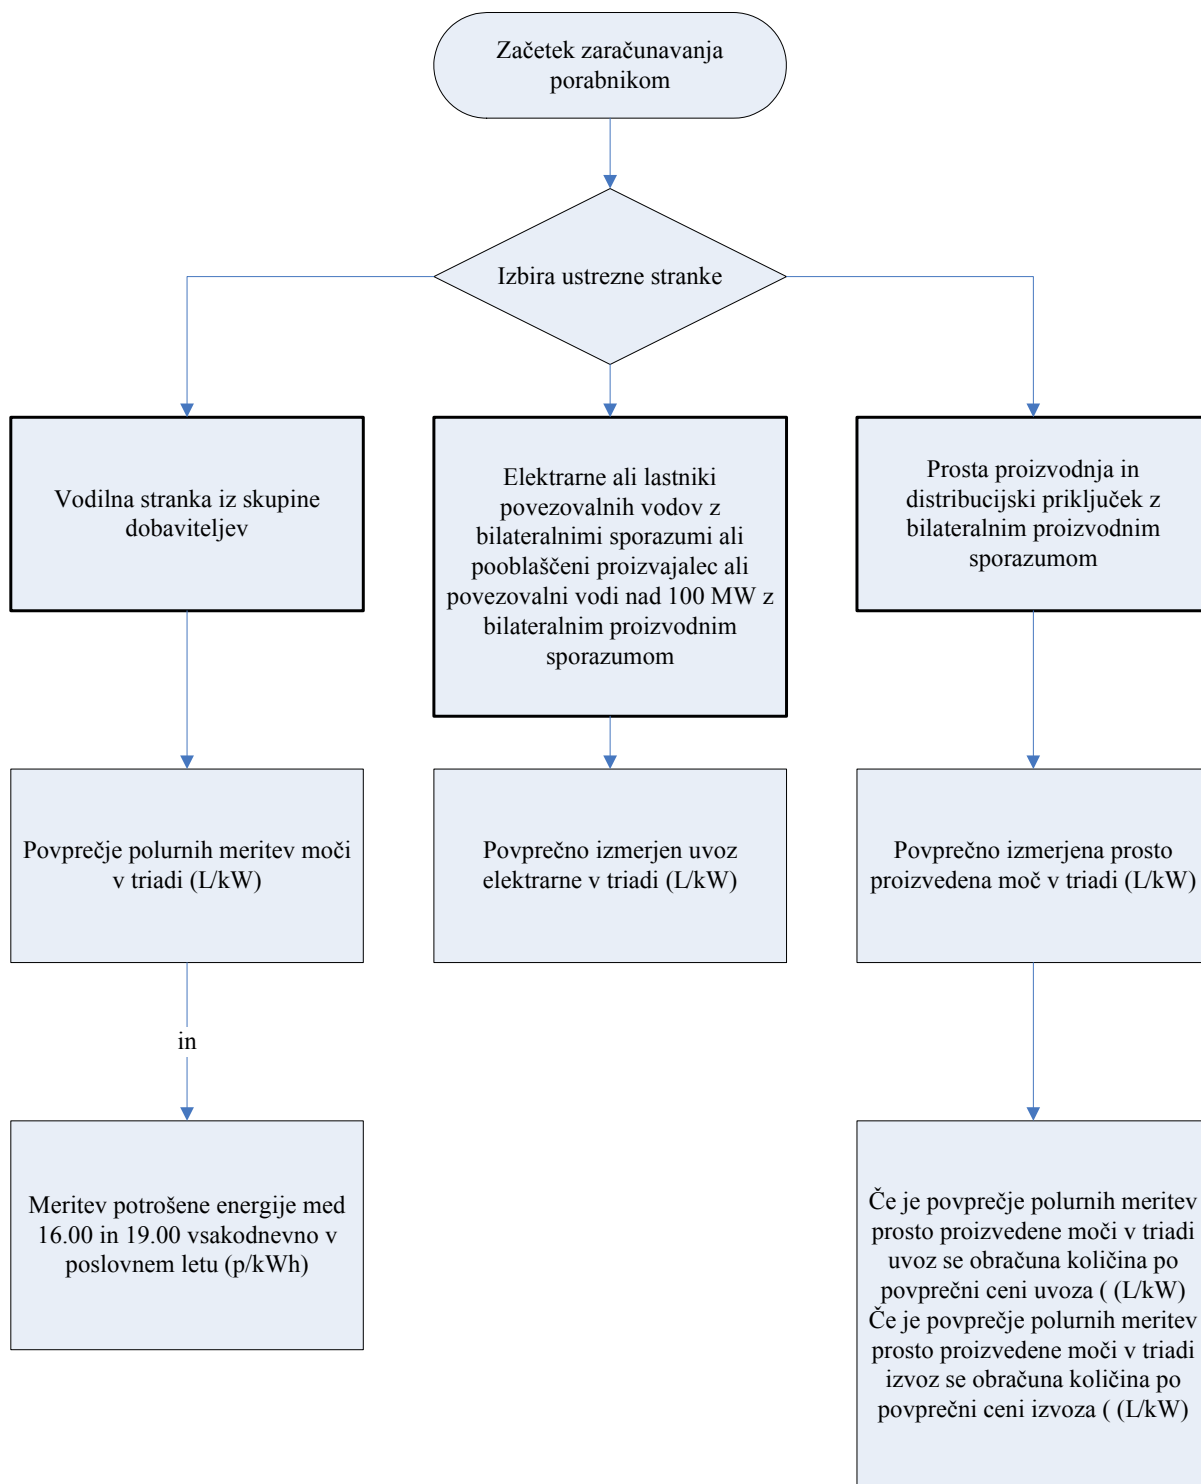 Začetek zaračunavanja
porabnikom
Izbira ustrezne stranke
Vodilna stranka iz skupine
dobaviteljev
Elektrarne ali lastniki
povezovalnih vodov z
bilateralnimi sporazumi ali
pooblaščeni proizvajalec ali
povezovalni vodi nad 100 MW z
bilateralnim proizvodnim
sporazumom
Prosta proizvodnja in
distribucijski priključek z
bilateralnim proizvodnim
sporazumom
Povprečje polurnih meritev moči
v triadi (L/kW)
Povprečno izmerjen uvoz
elektrarne v triadi (L/kW)
Povprečno izmerjena prosto
proizvedena moč v triadi (L/kW)
in
Meritev potrošene energije med
16.00 in 19.00 vsakodnevno v
poslovnem letu (p/kWh)
Če je povprečje polurnih meritev
prosto proizvedene moči v triadi
uvoz se obračuna količina po
povprečni ceni uvoza ( (L/kW)
Če je povprečje polurnih meritev
prosto proizvedene moči v triadi
izvoz se obračuna količina po
povprečni ceni izvoza ( (L/kW)